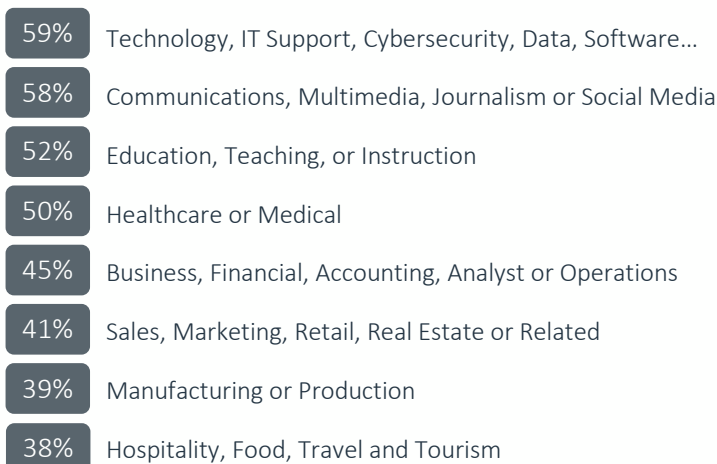 59% Technology, IT Support, Cybersecurity, Data, Software...
58% Communications, Multimedia, Journalism or Social Media
52% Education, Teaching, or Instruction
50% Healthcare or Medical
45% Business, Financial, Accounting, Analyst or Operations
41% Sales, Marketing, Retail, Real Estate or Related
39% Manufacturing or Production
38% Hospitality, Food, Travel and Tourism